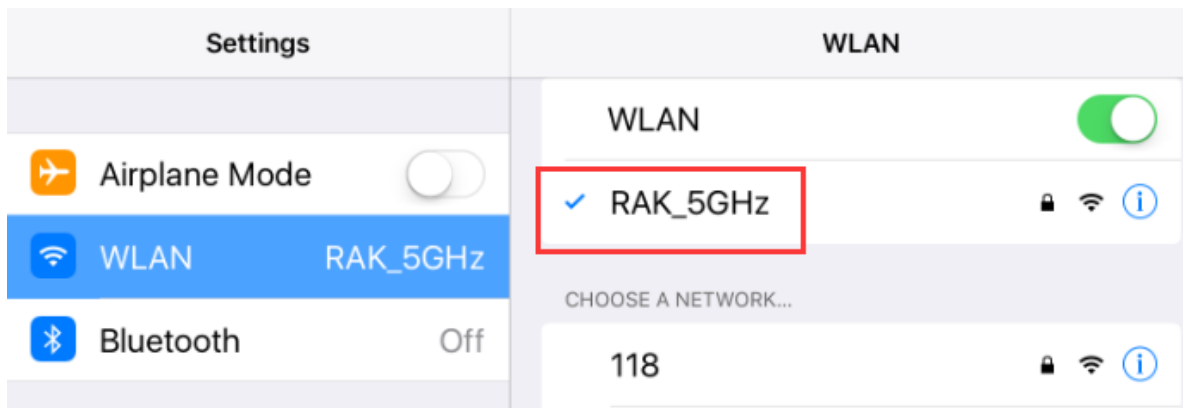 Settings
WLAN
Airplane Mode
WLAN RAK_5GHz
Bluetooth Off
WLAN
RAK_5GHz
CHOOSE A NETWORK...
118